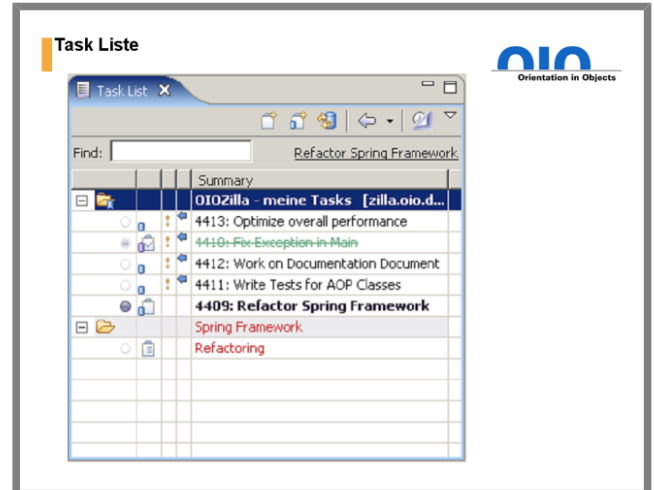 Task Liste
OIO
Orientation in Objects
Task List
Find:
Refactor Spring Framework
Summary
OIOZilla - meine Tasks [zilla.oio.d...
4413: Optimize overall performance
4410: Fix Exception in Main
4412: Work on Documentation Document
4411: Write Tests for AOP Classes
4409: Refactor Spring Framework
Spring Framework
Refactoring